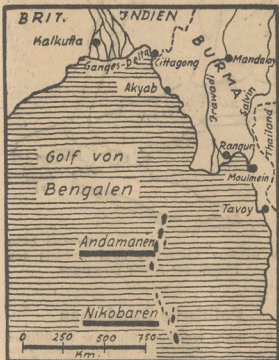 BRIT. INDIEN
Kalkutta
Ganges-Delta
Cittagong
BURMA
Mandalay
Akyab
Irawadi
Salvin
Thailand
Golf von
Bengalen
Rangun
Moulmein
Tavoy
Andamanen
Nikobaren
0 250 500 750
Km.